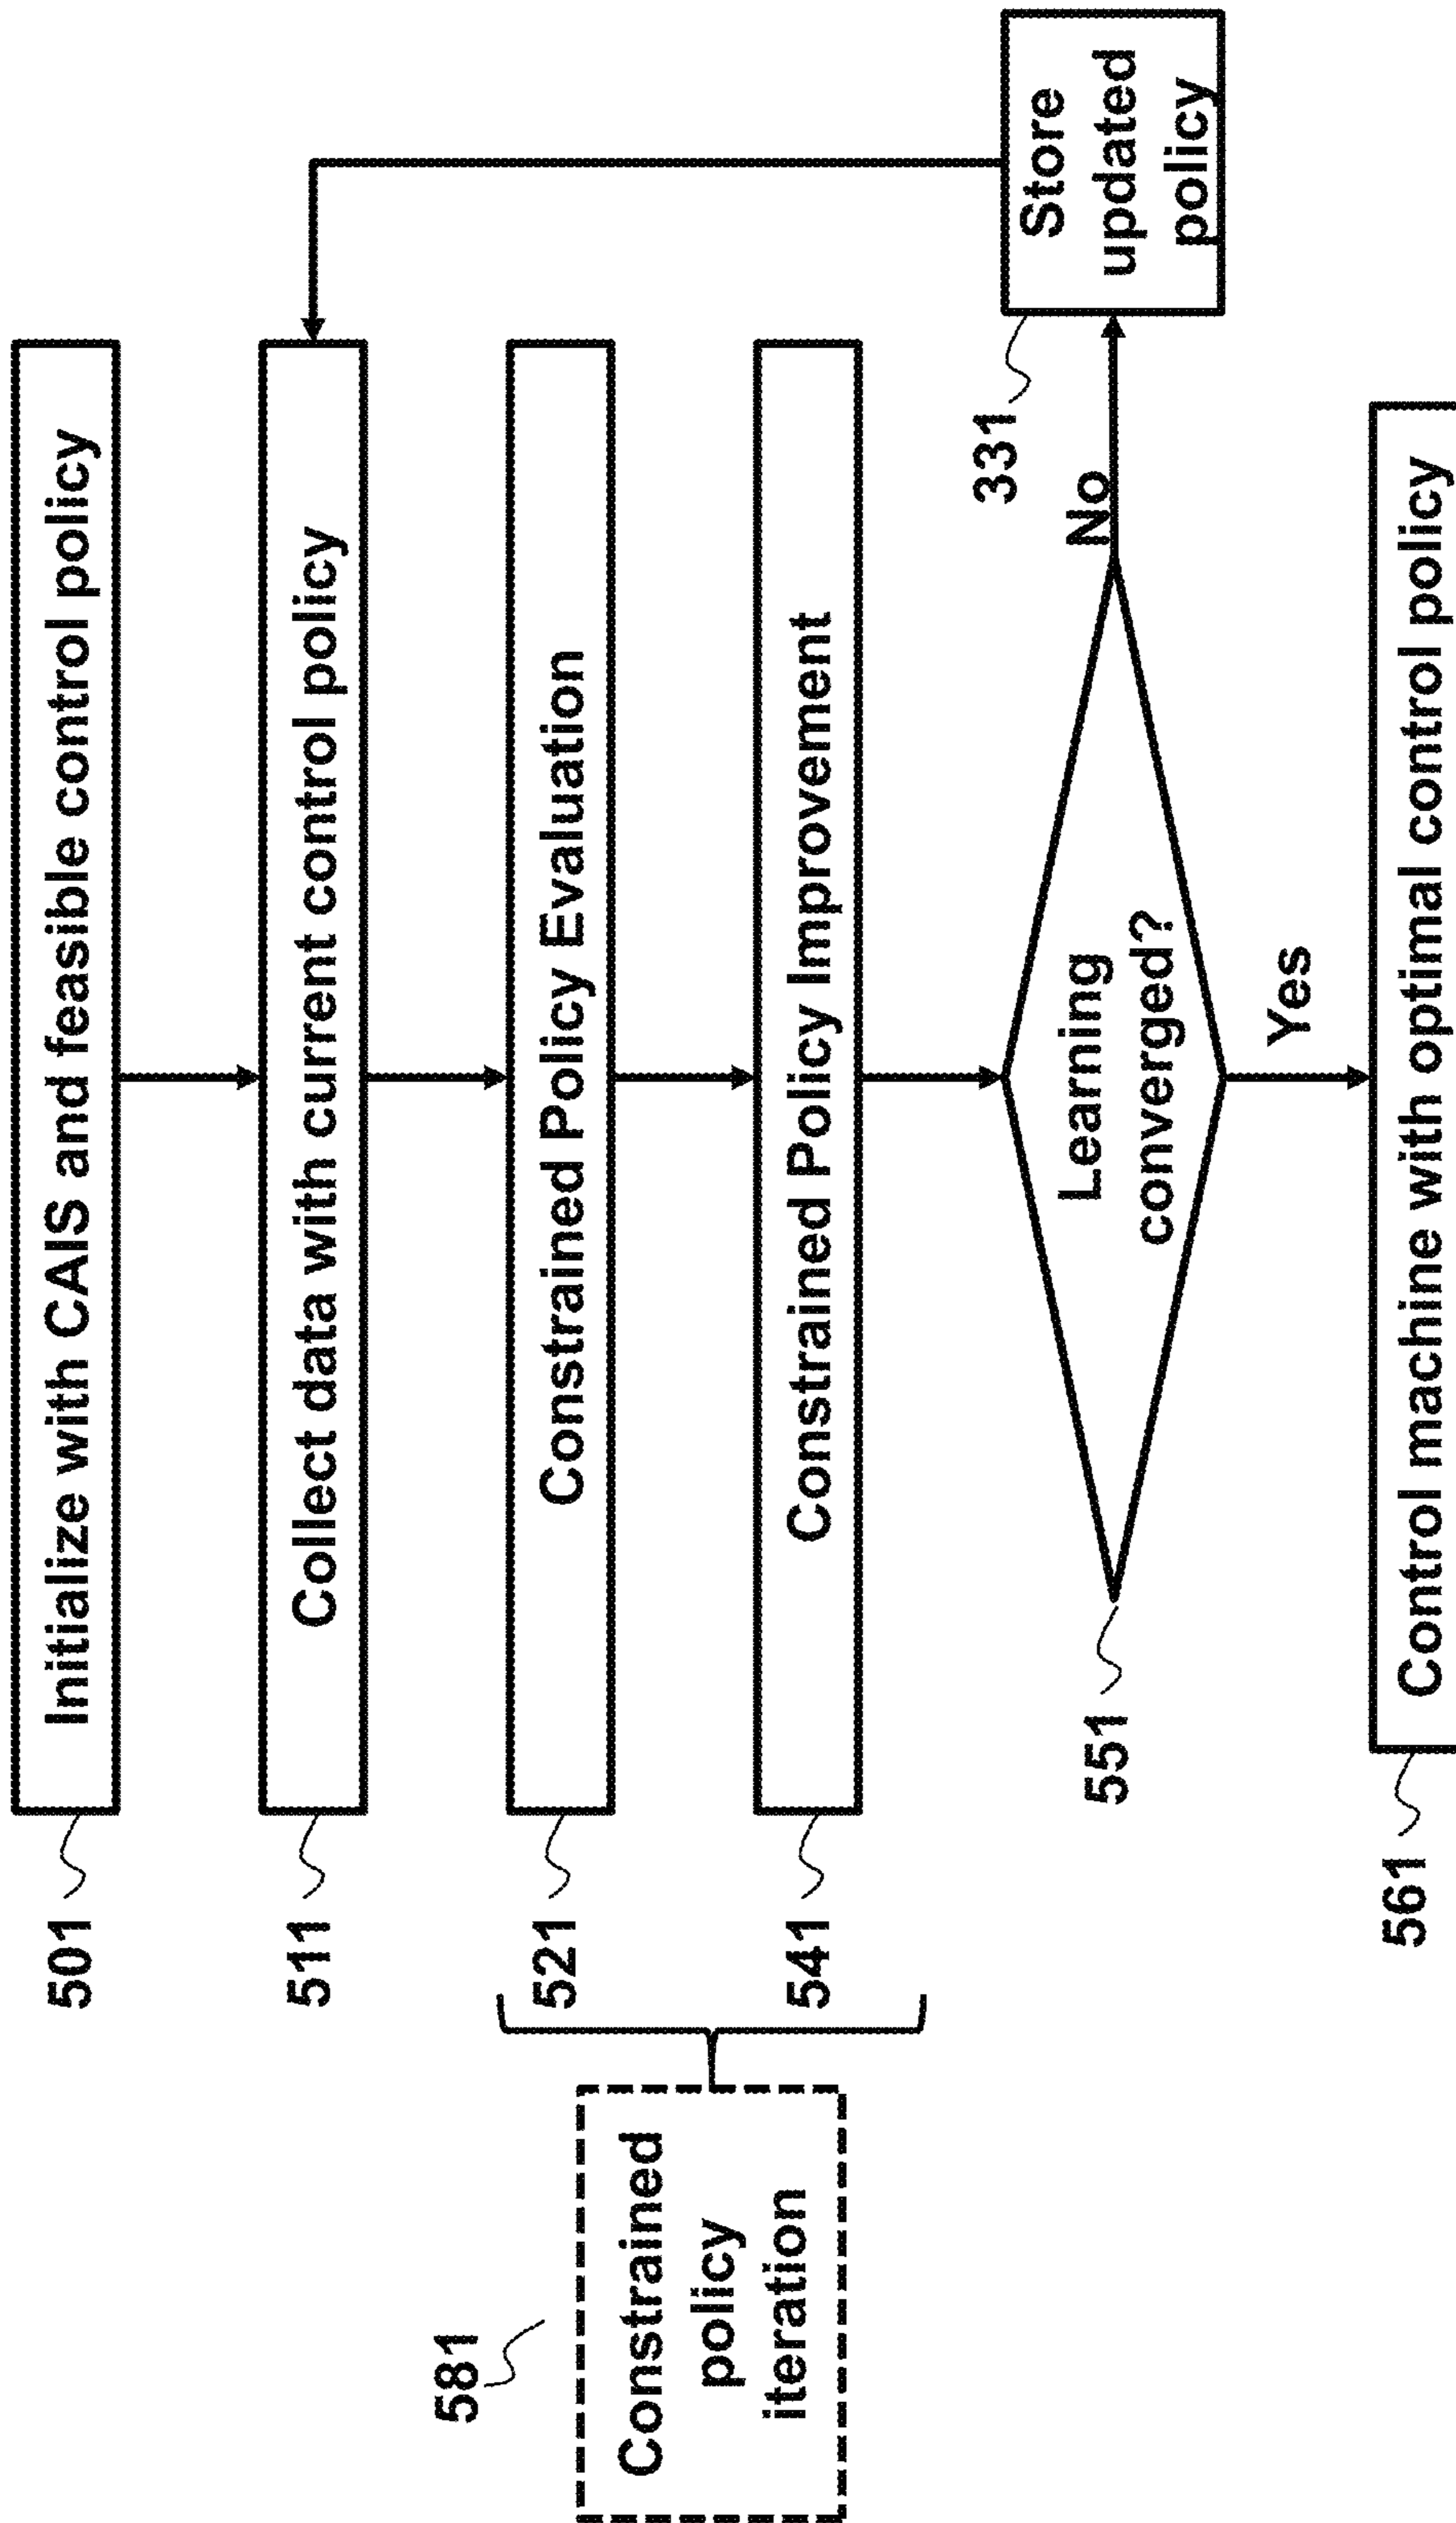 501
Initialize with CAIS and feasible control policy
511
Collect data with current control policy
581
Constrained
policy
iteration
521
Constrained Policy Evaluation
541
Constrained Policy Improvement
551
Learning
converged?
No
331
Store
updated
policy
Yes
561
Control machine with optimal control policy